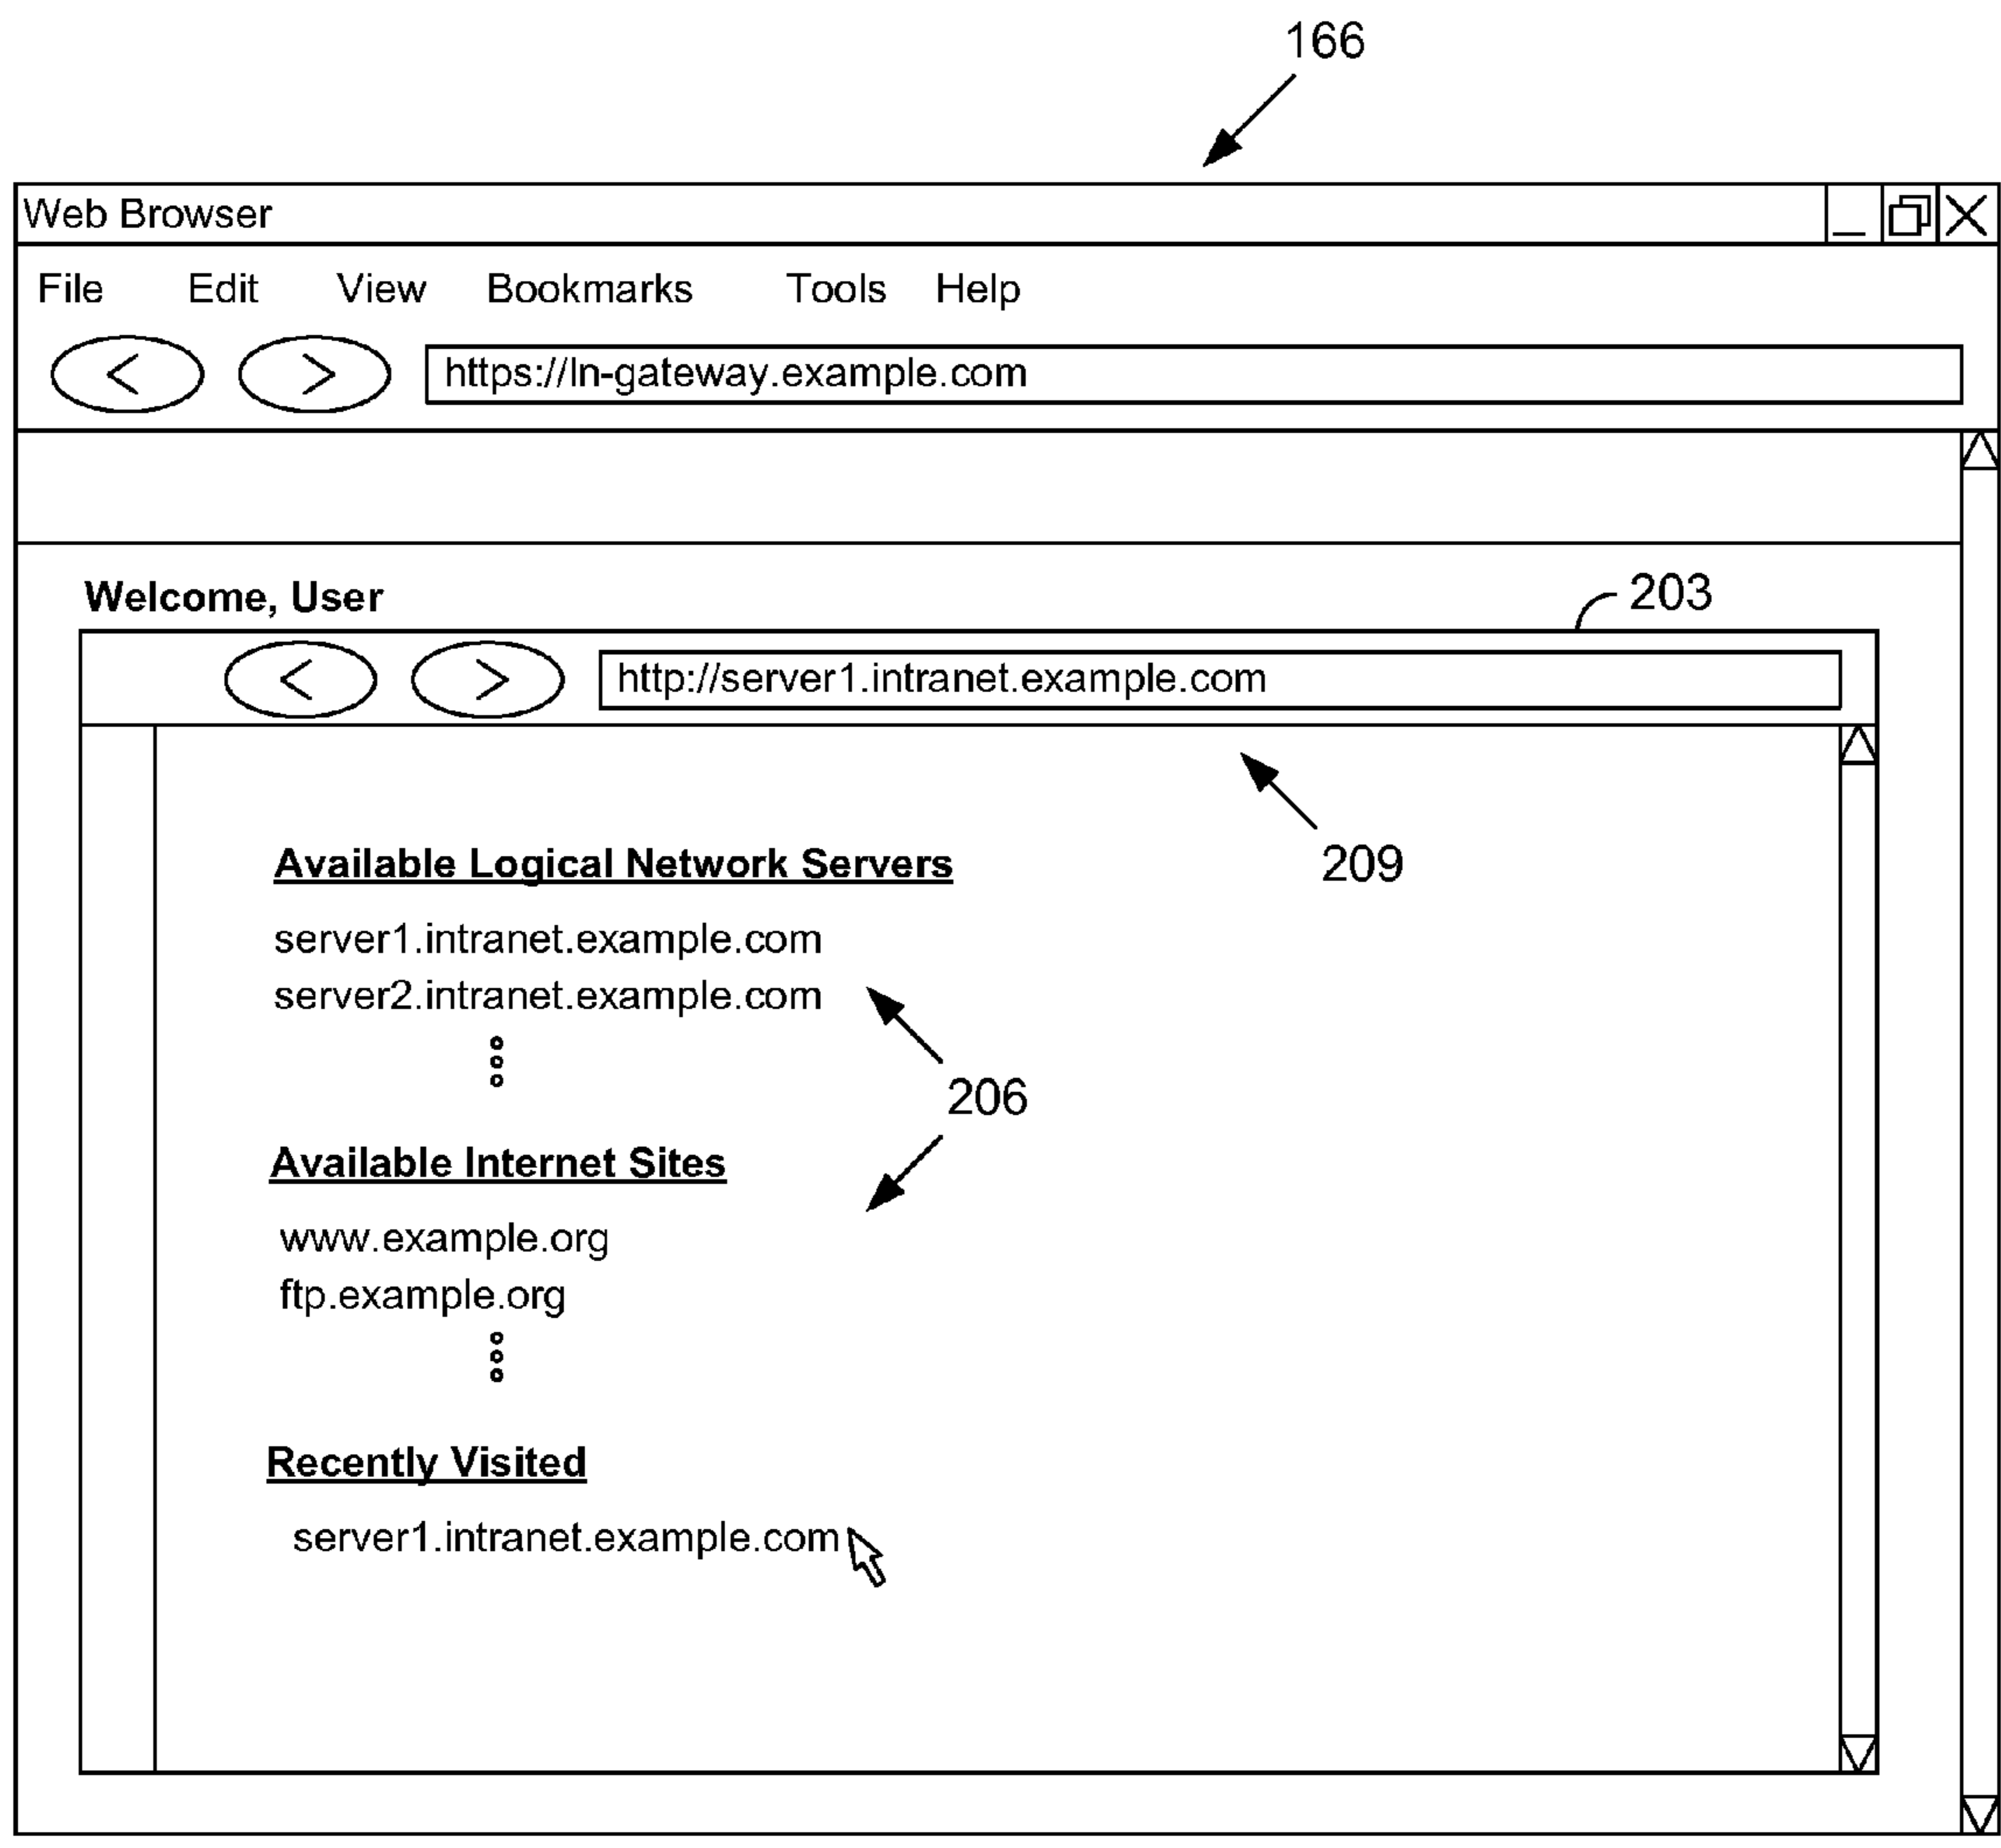 166
Web Browser
File Edit View Bookmarks Tools Help
< > https://ln-gateway.example.com
Welcome, User
203
< > http://server1.intranet.example.com
209
Available Logical Network Servers
server1.intranet.example.com
server2.intranet.example.com
206
Available Internet Sites
www.example.org
ftp.example.org
Recently Visited
server1.intranet.example.com